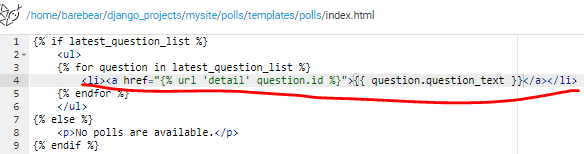 /home/barebear/django_projects/mysite/polls/templates/polls/index.html
1 {% if latest_question_list %}
2 <ul>
3 {% for question in latest_question_list %}
4 <li><a href="{% url 'detail' question.id %}">{{ question.question_text }}</a></li>
5 {% endfor %}
6 </ul>
7 {% else %}
8 <p>No polls are available.</p>
9 {% endif %}